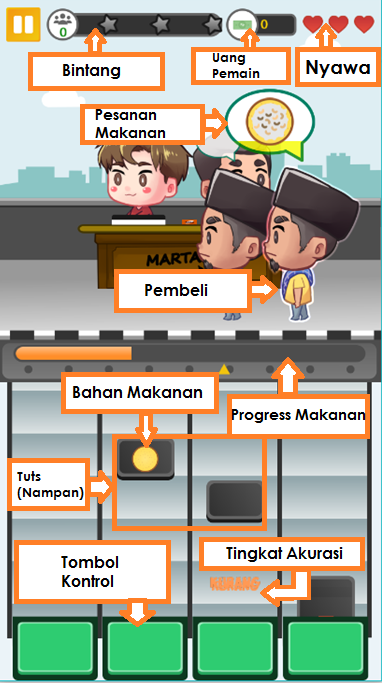 0
0
Bintang
Uang
Pemain
Nyawa
Pesanan
Makanan
MARTA
Pembeli
Bahan Makanan
Progress Makanan
Tuts
(Nampan)
Tombol
Kontrol
Tingkat Akurasi
KURANG